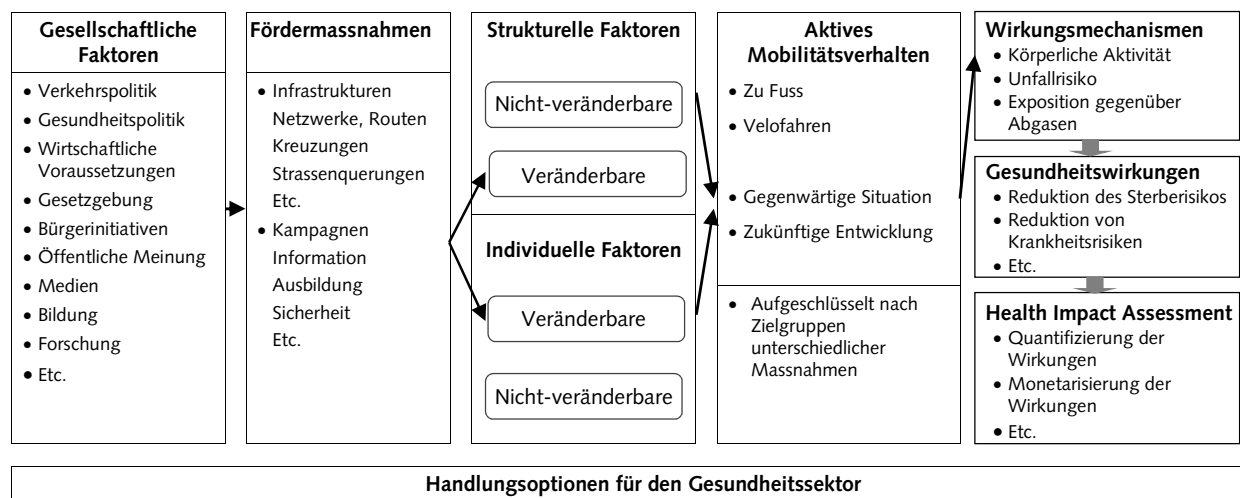 Gesellschaftliche
Faktoren
• Verkehrspolitik
• Gesundheitspolitik
• Wirtschaftliche
Voraussetzungen
• Gesetzgebung
• Bürgerinitiativen
• Öffentliche Meinung
• Medien
• Bildung
• Forschung
• Etc.
Fördermassnahmen
• Infrastrukturen
Netzwerke, Routen
Kreuzungen
Strassenquerungen
Etc.
• Kampagnen
Information
Ausbildung
Sicherheit
Etc.
Strukturelle Faktoren
Nicht-veränderbare
Veränderbare
Individuelle Faktoren
Veränderbare
Nicht-veränderbare
Aktives
Mobilitätsverhalten
• Zu Fuss
• Velofahren
• Gegenwärtige Situation
• Zukünftige Entwicklung
• Aufgeschlüsselt nach
Zielgruppen
unterschiedlicher
Massnahmen
Wirkungsmechanismen
• Körperliche Aktivität
• Unfallrisiko
• Exposition gegenüber
Abgasen
Gesundheitswirkungen
• Reduktion des Sterberisikos
• Reduktion von
Krankheitsrisiken
• Etc.
Health Impact Assessment
• Quantifizierung der
Wirkungen
• Monetarisierung der
Wirkungen
• Etc.
Handlungsoptionen für den Gesundheitssektor